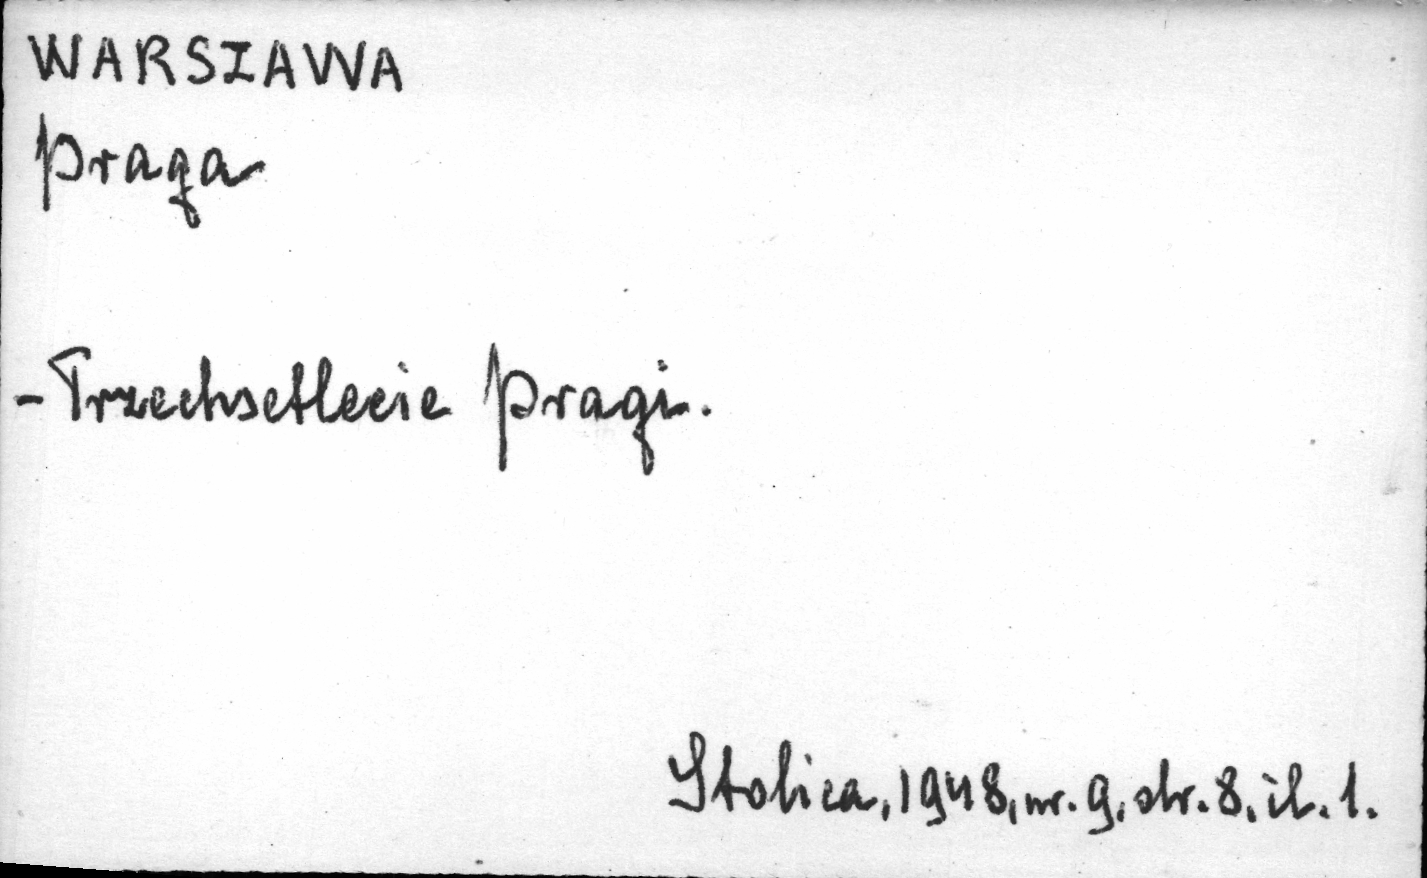 WARSZAWA
Praga
- Trzechsetlecie Pragi.
Stolica, 1948, nr. 9, str. 8, il. 1.